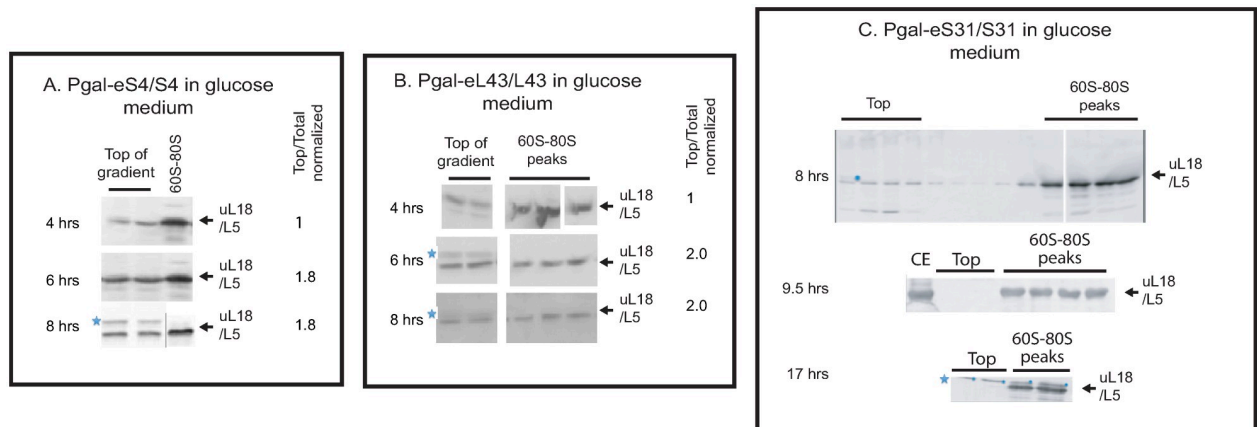 A. Pgal-eS4/S4 in glucose
medium
Top of
gradient
60S-80S
Top/Total
normalized
4 hrs
uL18
/L5
1
6 hrs
uL18
/L5
1.8
8 hrs
uL18
/L5
1.8
B. Pgal-eL43/L43 in glucose
medium
Top of
gradient
60S-80S
peaks
Top/Total
normalized
4 hrs
uL18
/L5
1
6 hrs
uL18
/L5
2.0
8 hrs
uL18
/L5
2.0
C. Pgal-eS31/S31 in glucose
medium
Top
60S-80S
peaks
8 hrs
uL18
/L5
CE
Top
60S-80S
peaks
9.5 hrs
uL18
/L5
Top
60S-80S
peaks
17 hrs
uL18
/L5